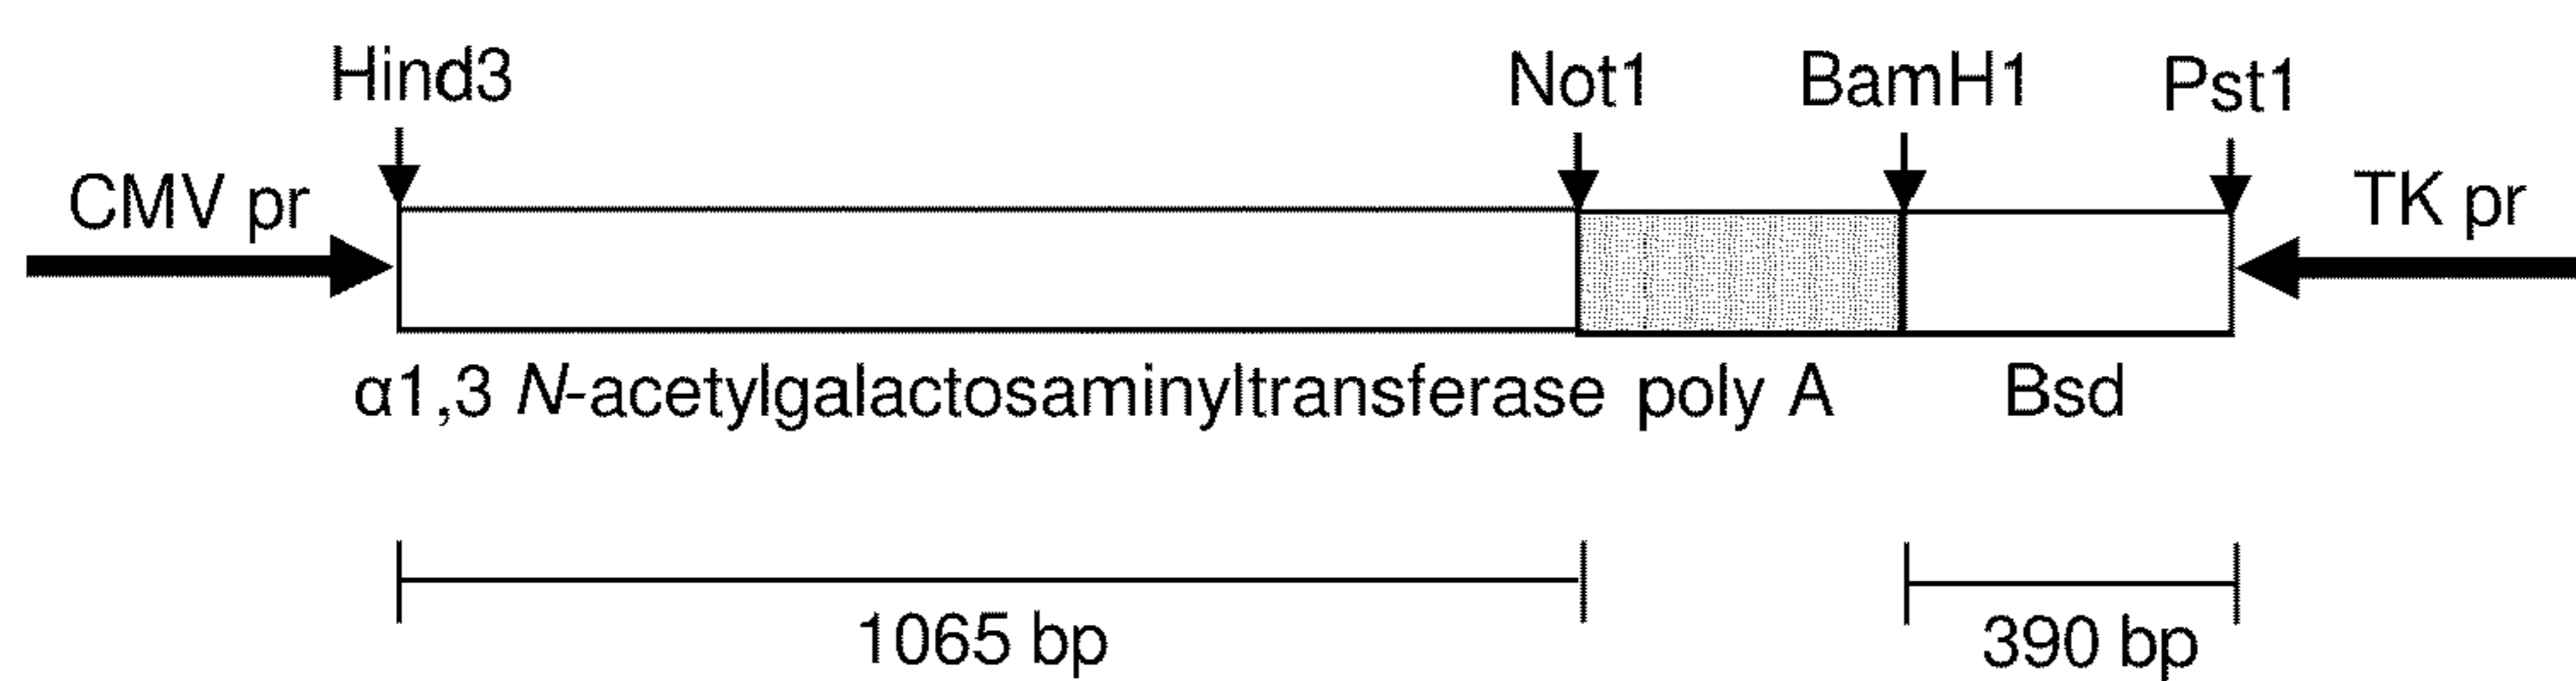 Hind3 Not1 BamH1 Pst1
CMV pr TK pr
α1,3 N-acetylgalactosaminyltransferase poly A Bsd
1065 bp 390 bp